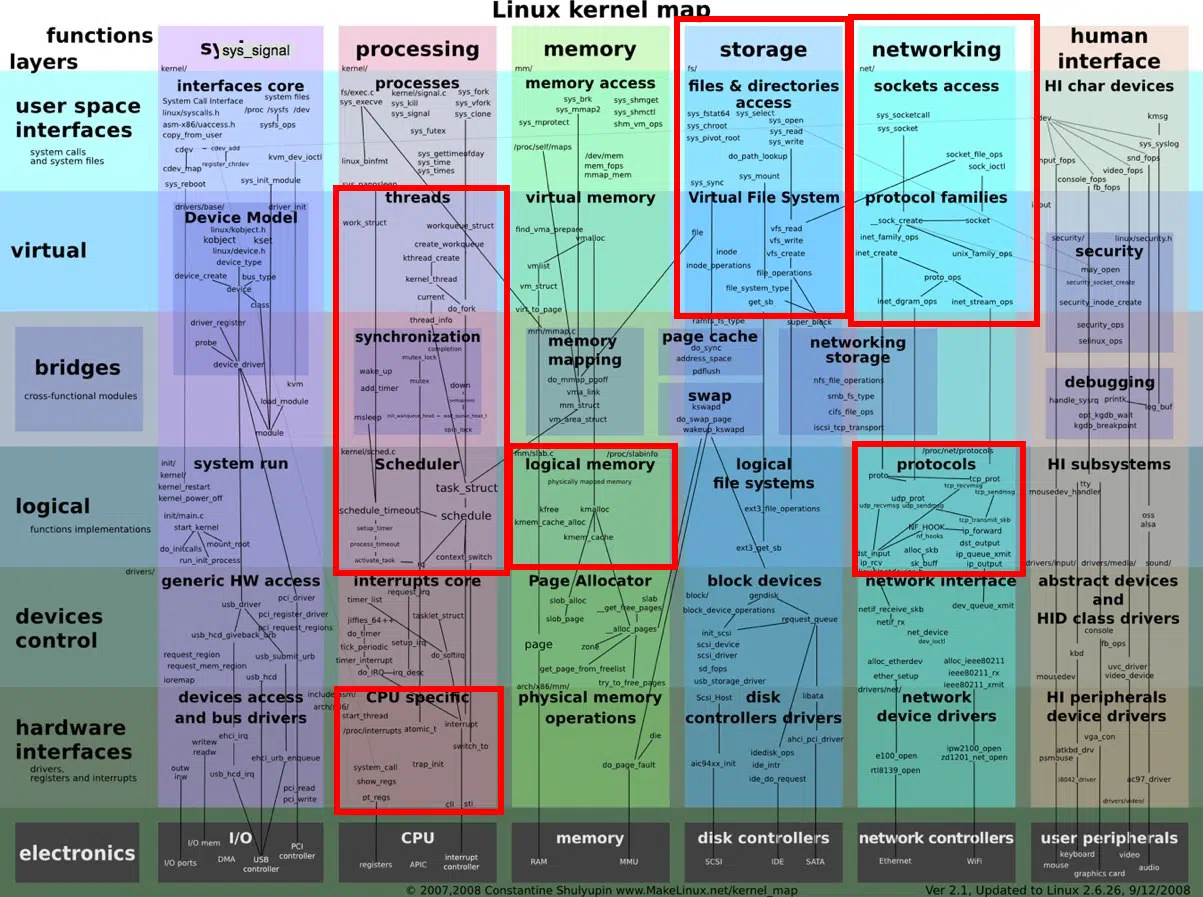 Linux kernel map
functions
layers
sy
sys_signal
processing
memory
storage
networking
human
interface
kernel/
kernel/
mm/
fs/
net/
user space
interfaces
system calls
and system files
interfaces core
System Call Interface
system files
linux/syscalls.h
/proc /sysfs /dev
asm-x86/uaccess.h
sysfs_ops
copy_from_user
cdev
cdev_add
register_chrdev
kvm_dev_ioctl
cdev_map
sys_reboot
sys_init_module
processes
fs/exec.c
kernel/signal.c
sys_fork
sys_execve
sys_kill
sys_vfork
sys_signal
sys_clone
sys_futex
sys_gettimeofday
linux_binfmt
sys_time
sys_times
sys_nanosleep
memory access
sys_brk
sys_shmget
sys_mmap2
sys_shmctl
sys_mprotect
shm_vm_ops
/proc/self/maps
/dev/mem
mem_fops
mmap_mem
files & directories
access
sys_fstat64
sys_select
sys_chroot
sys_open
sys_pivot_root
sys_read
sys_write
do_path_lookup
sys_mount
sys_sync
sockets access
sys_socketcall
sys_socket
socket_file_ops
sock_ioctl
HI char devices
dev
kmsg
sys_syslog
input_fops
snd_fops
video_fops
console_fops
fb_fops
input
virtual
drivers/base/
driver_init
Device Model
linux/kobject.h
kobject
kset
linux/device.h
device_type
device_create
bus_type
device
class
driver_register
probe
device_driver
kvm
load_module
module
threads
work_struct
workqueue_struct
create_workqueue
kthread_create
kernel_thread
current
do_fork
thread_info
virtual memory
find_vma_prepare
vmalloc
vmlist
vm_struct
virt_to_page
Virtual File System
file
vfs_read
vfs_write
inode
vfs_create
inode_operations
file_operations
file_system_type
get_sb
ramfs_fs_type
super_block
protocol families
__sock_create
socket
inet_family_ops
inet_create
unix_family_ops
proto_ops
inet_dgram_ops
inet_stream_ops
security/
linux/security.h
security
may_open
security_socket_create
security_inode_create
security_ops
selinux_ops
bridges
cross-functional modules
synchronization
completion
mutex_lock
wake_up
mutex
add_timer
down
semaphore
msleep
init_waitqueue_head
wait_queue_head_t
spin_lock
mm/mmap.c
memory
mapping
do_mmap_pgoff
vma_link
mm_struct
vm_area_struct
page cache
do_sync
address_space
pdflush
swap
kswapd
do_swap_page
wakeup_kswapd
networking
storage
nfs_file_operations
smb_fs_type
cifs_file_ops
iscsi_tcp_transport
debugging
handle_sysrq
printk
log_buf
opt_kgdb_wait
kgdb_breakpoint
logical
functions implementations
system run
init/
kernel/
kernel_restart
kernel_power_off
init/main.c
start_kernel
do_initcalls
mount_root
run_init_process
drivers/
kernel/sched.c
Scheduler
task_struct
schedule_timeout
schedule
setup_timer
process_timeout
activate_task
rq
context_switch
mm/slab.c
/proc/slabinfo
logical memory
physically mapped memory
kfree
kmalloc
kmem_cache_alloc
kmem_cache
logical
file systems
ext3_file_operations
ext3_get_sb
/proc/net/protocols
protocols
proto
tcp_prot
tcp_recvmsg
tcp_sendmsg
udp_prot
udp_recvmsg
udp_sendmsg
tcp_transmit_skb
NF_HOOK
ip_forward
nf_hooks
dst_output
dst_input
alloc_skb
ip_queue_xmit
ip_rcv
sk_buff
ip_output
HI subsystems
tty
mousedev_handler
oss
alsa
drivers/input/
drivers/media/
sound/
devices
control
generic HW access
pci_driver
usb_driver
pci_register_driver
pci_request_regions
usb_hcd_giveback_urb
request_region
usb_submit_urb
request_mem_region
ioremap
usb_hcd
interrupts core
request_irq
timer_list
tasklet_struct
jiffies_64++
do_timer
tick_periodic
setup_irq
timer_interrupt
do_softirq
do_IRQ
irq_desc
Page Allocator
slob_alloc
slab
__get_free_pages
slob_page
__alloc_pages
page
zone
get_page_from_freelist
try_to_free_pages
arch/x86/mm/
block devices
block/
gendisk
block_device_operations
request_queue
init_scsi
scsi_device
scsi_driver
sd_fops
usb_storage_driver
network interface
dev_queue_xmit
netif_receive_skb
netif_rx
net_device
dev_ioctl
alloc_etherdev
alloc_ieee80211
ether_setup
ieee80211_rx
ieee80211_xmit
drivers/net/
abstract devices
and
HID class drivers
console
fb_ops
kbd
uvc_driver
mousedev
video_device
hardware
interfaces
drivers,
registers and interrupts
devices access
and bus drivers
include/asm/
arch/x86/
ehci_irq
writew
readw
ehci_urb_enqueue
outw
inw
usb_hcd_irq
pci_read
pci_write
CPU specific
start_thread
/proc/interrupts
atomic_t
interrupt
switch_to
system_call
trap_init
show_regs
pt_regs
cli
sti
physical memory
operations
die
do_page_fault
Scsi_Host
libata
disk
controllers drivers
ahci_pci_driver
idedisk_ops
aic94xx_init
ide_intr
ide_do_request
network
device drivers
ipw2100_open
e100_open
zd1201_net_open
rtl8139_open
HI peripherals
device drivers
vga_con
atkbd_drv
psmouse
i8042_driver
ac97_driver
drivers/video/
electronics
I/O
I/O mem
I/O ports
DMA
USB
controller
PCI
controller
CPU
registers
APIC
interrupt
controller
memory
RAM
MMU
disk controllers
SCSI
IDE
SATA
network controllers
Ethernet
WiFi
user peripherals
keyboard
video
mouse
audio
graphics card
© 2007,2008 Constantine Shulyupin www.MakeLinux.net/kernel_map
Ver 2.1, Updated to Linux 2.6.26, 9/12/2008